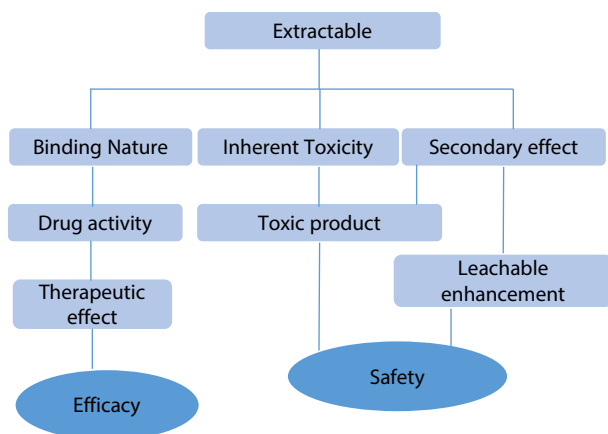 Extractable
Binding Nature
Inherent Toxicity
Secondary effect
Drug activity
Toxic product
Therapeutic
effect
Leachable
enhancement
Efficacy
Safety